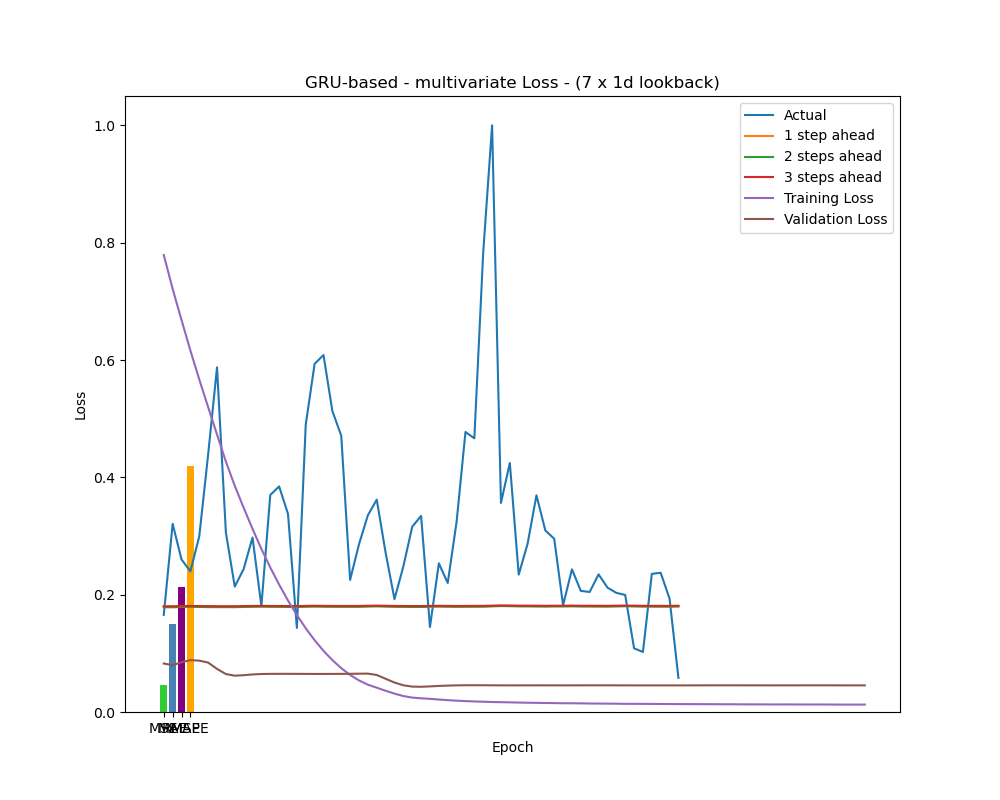 GRU-based - multivariate Loss - (7 x 1d lookback)
Actual
1 step ahead
2 steps ahead
3 steps ahead
Training Loss
Validation Loss
1.0
0.8
0.6
0.4
0.2
0.0
Loss
Epoch